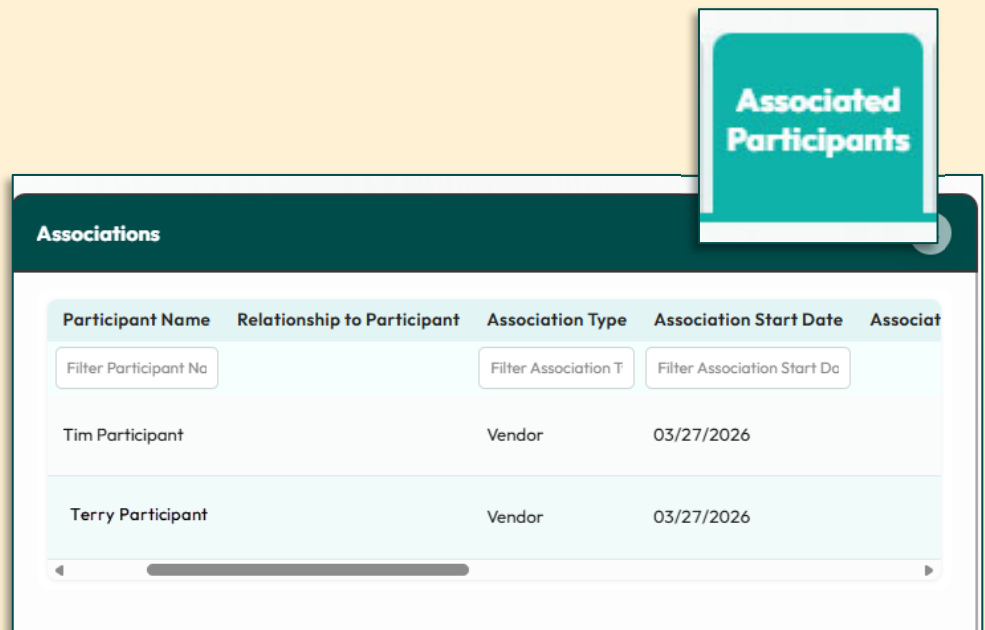 Associated
Participants
Associations
Participant Name Relationship to Participant Association Type Association Start Date Associat
Filter Participant Na Filter Association T Filter Association Start Da
Tim Participant Vendor 03/27/2026
Terry Participant Vendor 03/27/2026